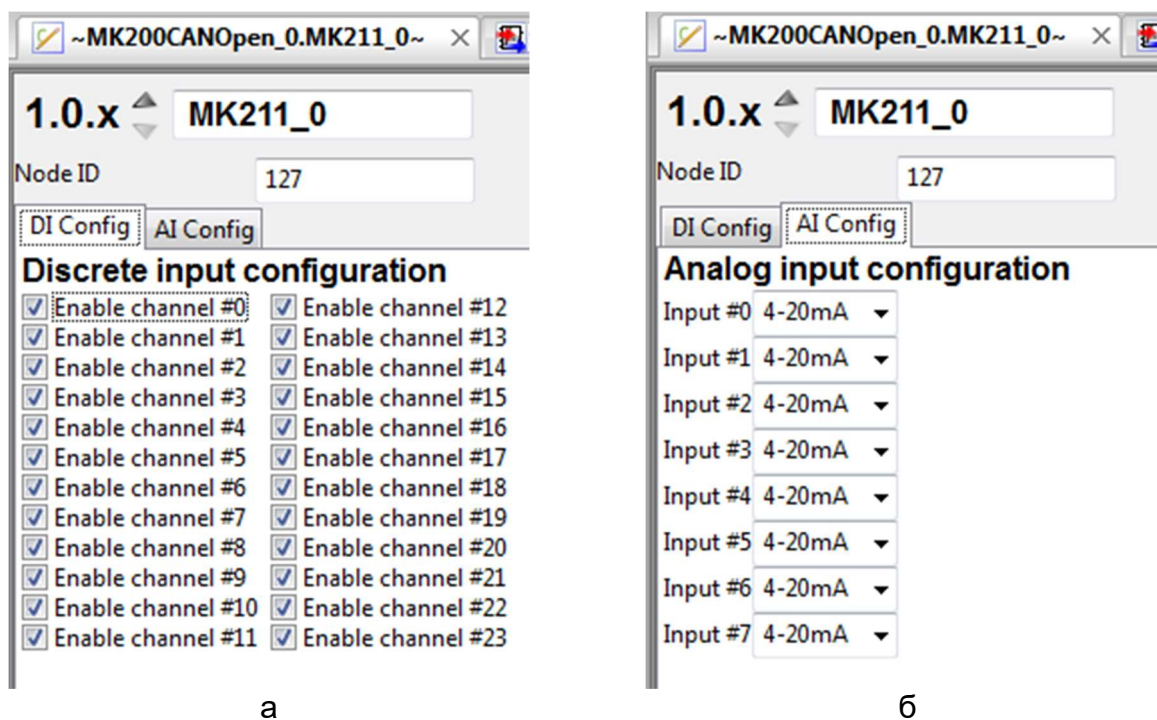 ~MK200CANOpen_0.MK211_0~
1.0.x MK211_0
Node ID 127
DI Config AI Config
Discrete input configuration
Enable channel #0 Enable channel #12
Enable channel #1 Enable channel #13
Enable channel #2 Enable channel #14
Enable channel #3 Enable channel #15
Enable channel #4 Enable channel #16
Enable channel #5 Enable channel #17
Enable channel #6 Enable channel #18
Enable channel #7 Enable channel #19
Enable channel #8 Enable channel #20
Enable channel #9 Enable channel #21
Enable channel #10 Enable channel #22
Enable channel #11 Enable channel #23
а
~MK200CANOpen_0.MK211_0~
1.0.x MK211_0
Node ID 127
DI Config AI Config
Analog input configuration
Input #0 4-20mA
Input #1 4-20mA
Input #2 4-20mA
Input #3 4-20mA
Input #4 4-20mA
Input #5 4-20mA
Input #6 4-20mA
Input #7 4-20mA
б